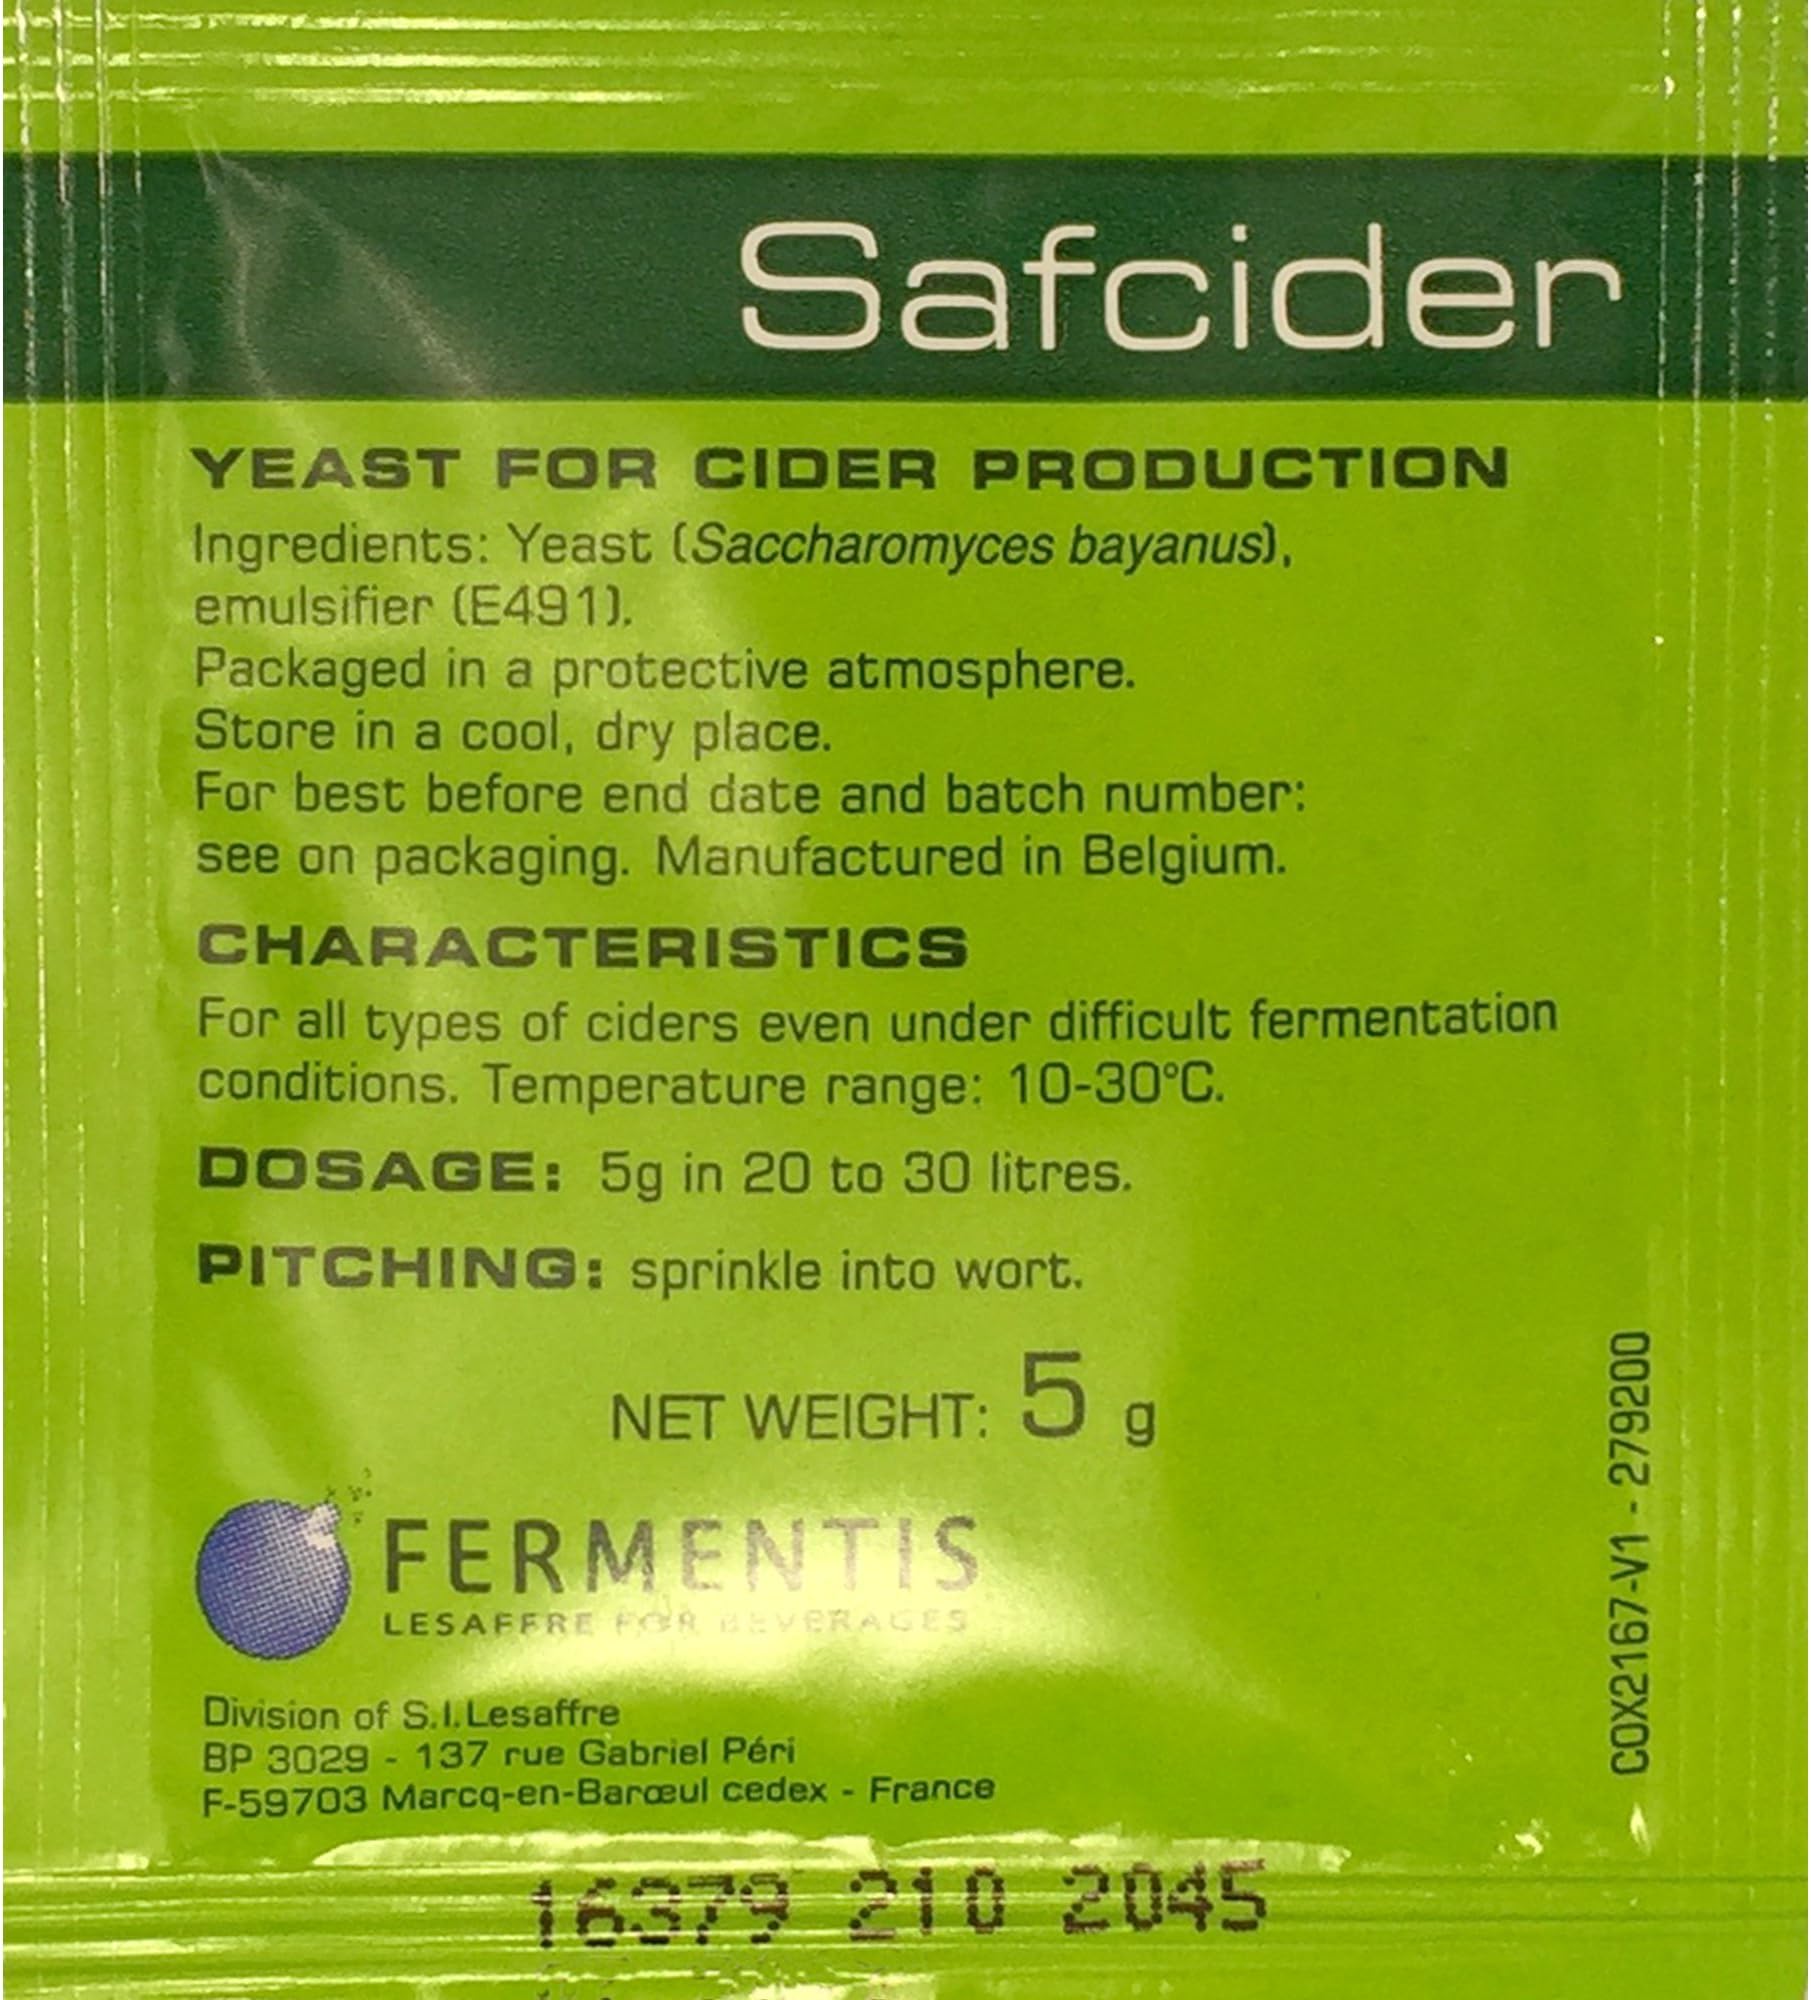 Safcider
YEAST FOR CIDER PRODUCTION
Ingredients: Yeast (Saccharomyces bayanus),
emulsifier (E491).
Packaged in a protective atmosphere.
Store in a cool, dry place.
For best before end date and batch number:
see on packaging. Manufactured in Belgium.
CHARACTERISTICS
For all types of ciders even under difficult fermentation
conditions. Temperature range: 10-30°C.
DOSAGE: 5g in 20 to 30 litres.
PITCHING: sprinkle into wort.
NET WEIGHT: 5 g
FERMENTIS
LESAFFRE FOR BEVERAGES
Division of S.I.Lesaffre
BP 3029 - 137 rue Gabriel Péri
F-59703 Marcq-en-Barœul cedex - France
COX2167-V1 - 279200
16379 210 2045